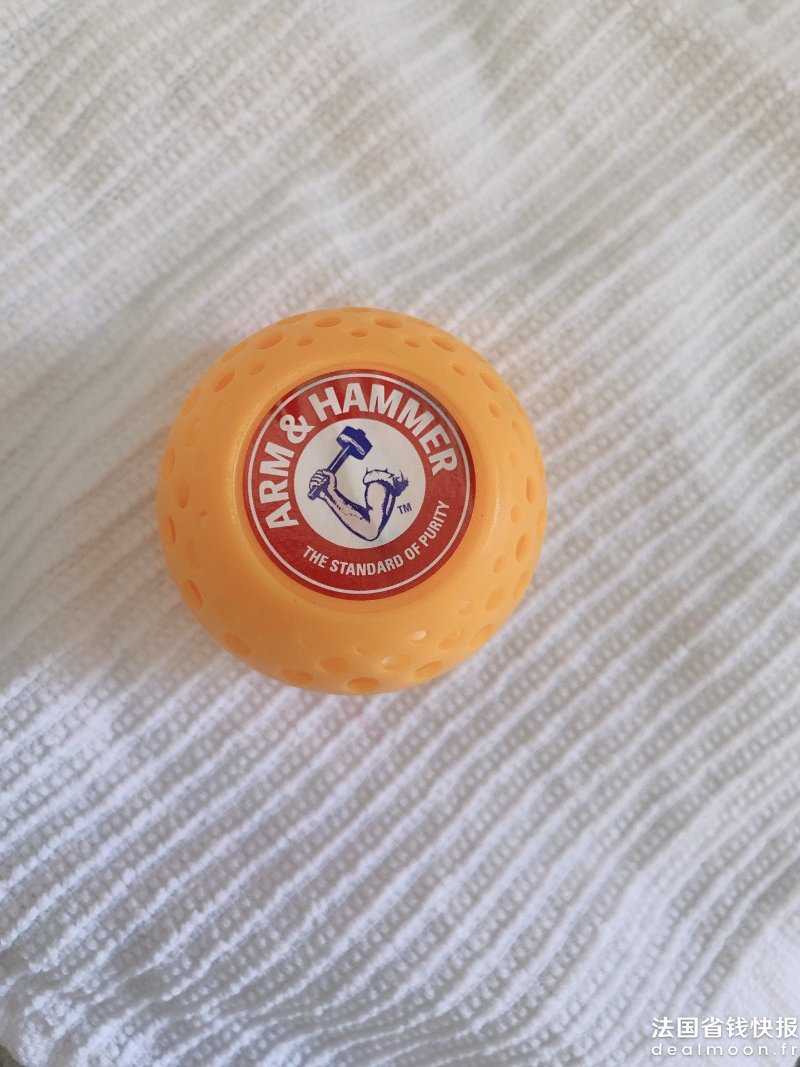 ARM & HAMMER
TM
THE STANDARD OF PURITY
法国省钱快报
dealmoon.fr